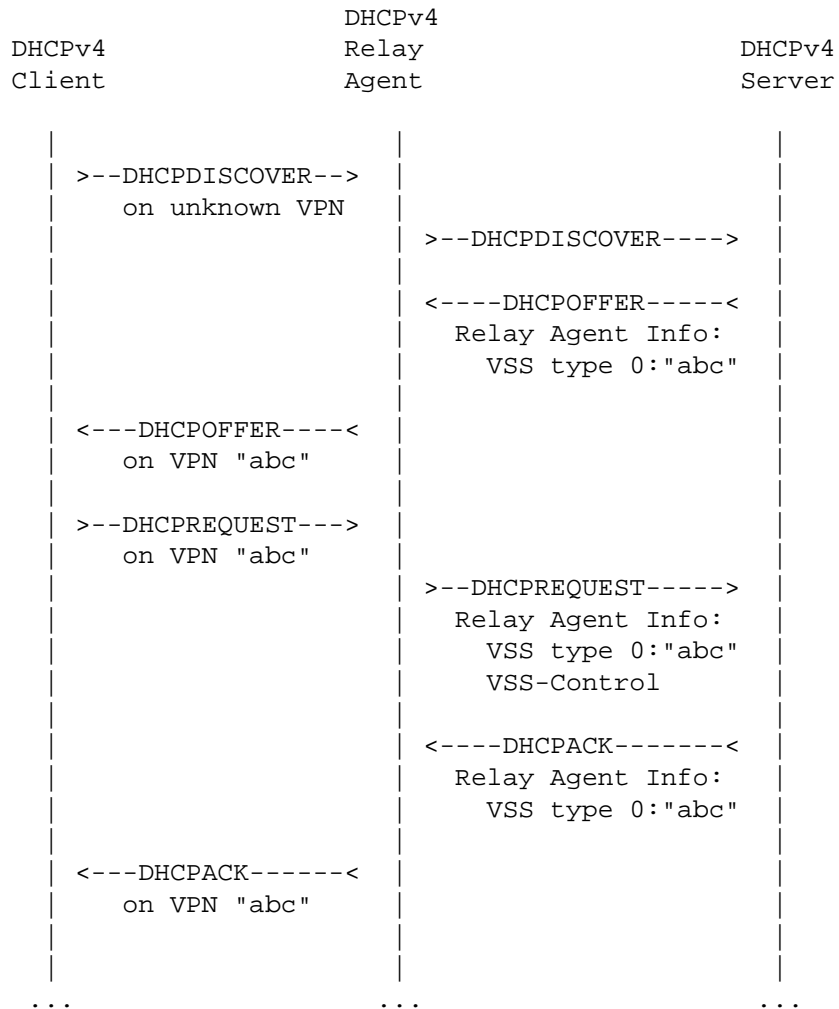 DHCPv4
DHCPv4 Relay DHCPv4
Client Agent Server
>--DHCPDISCOVER-->
on unknown VPN
>--DHCPDISCOVER---->
<----DHCPOFFER-----<
Relay Agent Info:
VSS type 0:"abc"
<---DHCPOFFER----<
on VPN "abc"
>--DHCPREQUEST--->
on VPN "abc"
>--DHCPREQUEST----->
Relay Agent Info:
VSS type 0:"abc"
VSS-Control
<----DHCPACK-------<
Relay Agent Info:
VSS type 0:"abc"
<---DHCPACK------<
on VPN "abc"
... ... ...